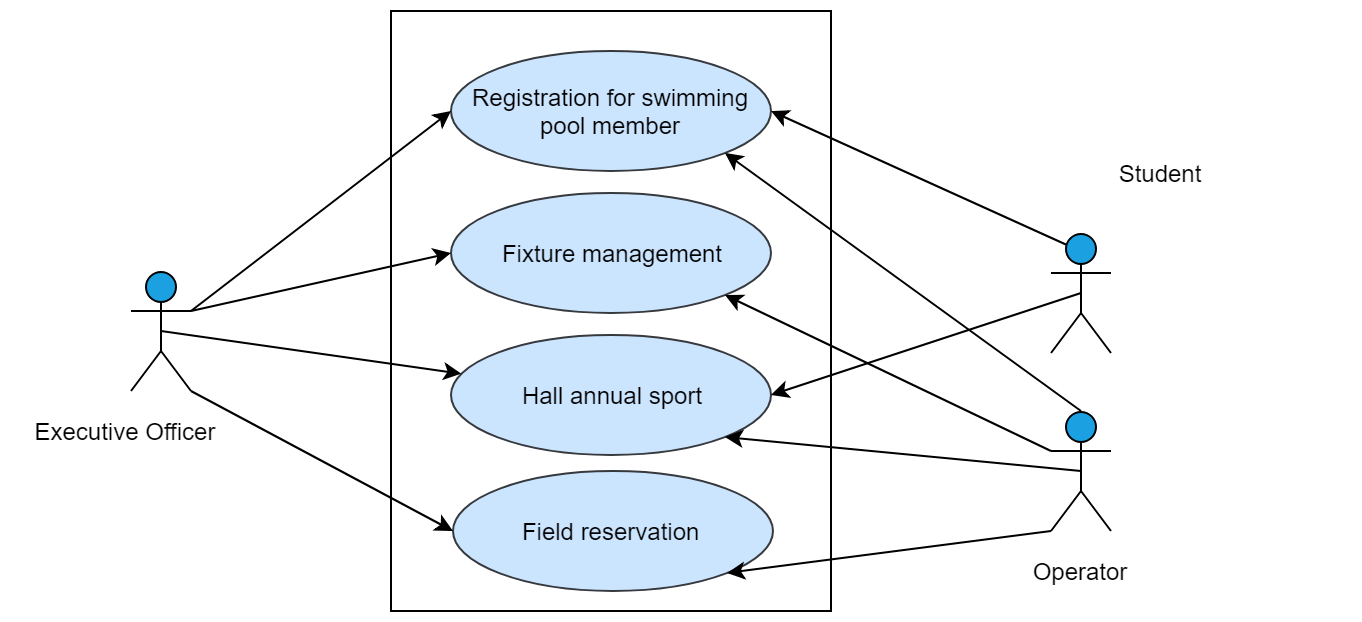 Registration for swimming
pool member
Student
Fixture management
Hall annual sport
Executive Officer
Field reservation
Operator